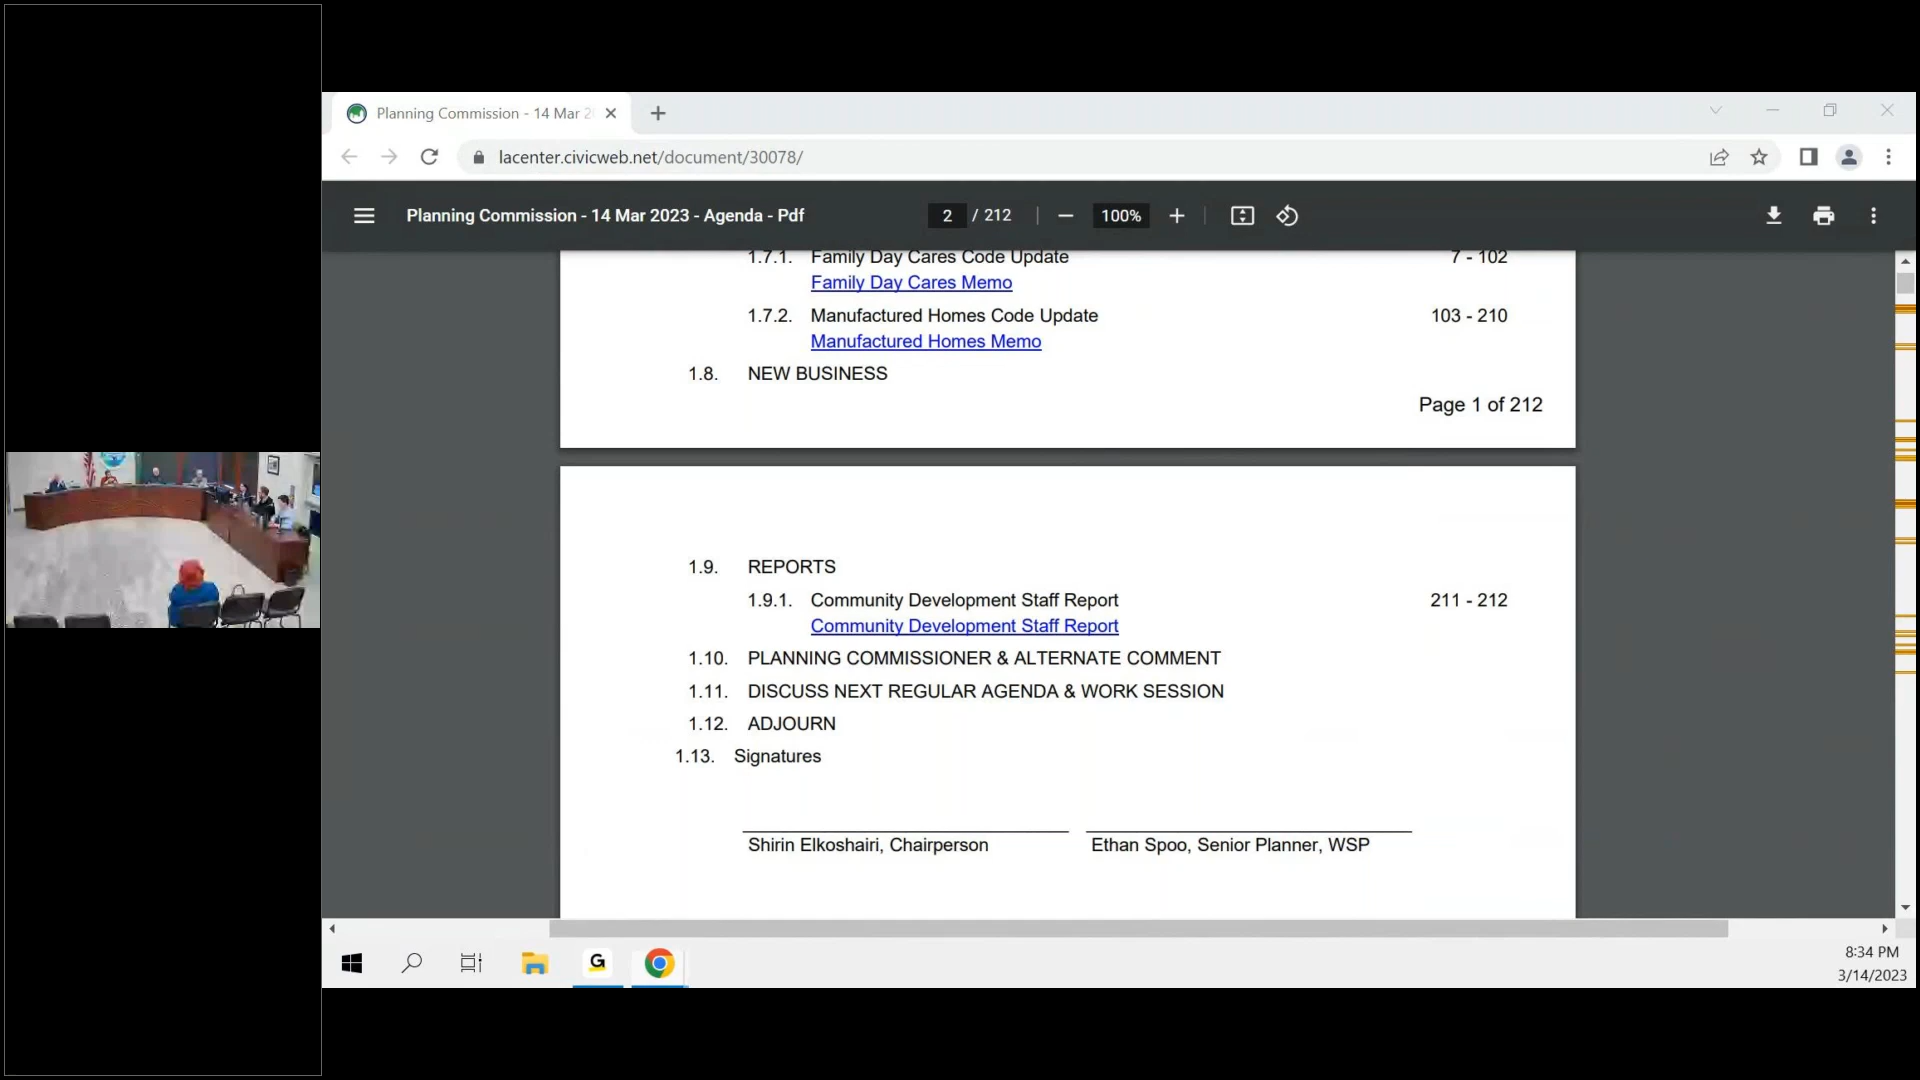 Planning Commission - 14 Mar 2
lacenter.civicweb.net/document/30078/
Planning Commission - 14 Mar 2023 - Agenda - Pdf
2 / 212
100%
1.7.1. Family Day Cares Code Update 7 - 102
Family Day Cares Memo
1.7.2. Manufactured Homes Code Update 103 - 210
Manufactured Homes Memo
1.8. NEW BUSINESS
Page 1 of 212
1.9. REPORTS
1.9.1. Community Development Staff Report 211 - 212
Community Development Staff Report
1.10. PLANNING COMMISSIONER & ALTERNATE COMMENT
1.11. DISCUSS NEXT REGULAR AGENDA & WORK SESSION
1.12. ADJOURN
1.13. Signatures
Shirin Elkoshairi, Chairperson Ethan Spoo, Senior Planner, WSP
G
8:34 PM
3/14/2023